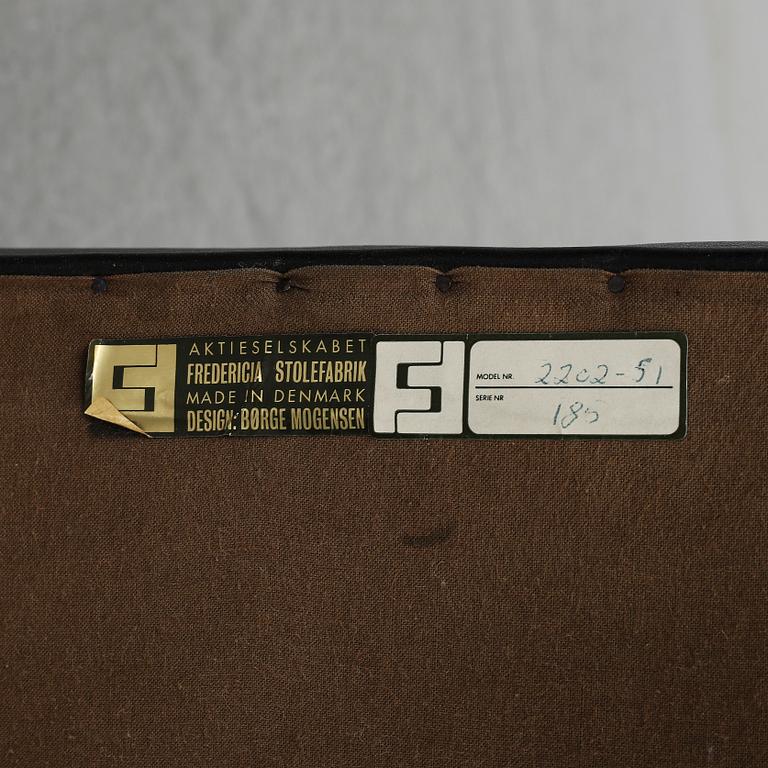 AKTIESELSKABET
FREDERICIA STOLEFABRIK
MADE IN DENMARK
DESIGN: BØRGE MOGENSEN
MODEL NR. 2202-51
SERIE NR 185